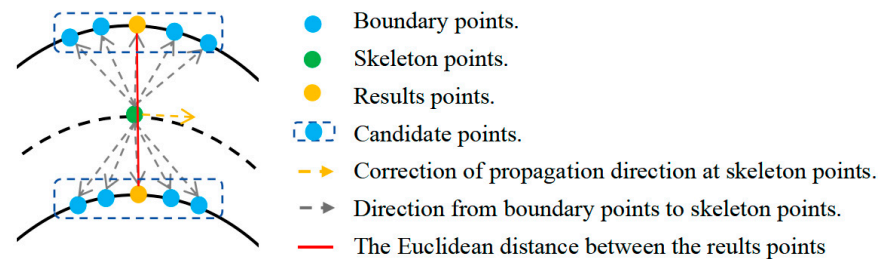 Boundary points.
Skeleton points.
Results points.
Candidate points.
Correction of propagation direction at skeleton points.
Direction from boundary points to skeleton points.
The Euclidean distance between the reults points